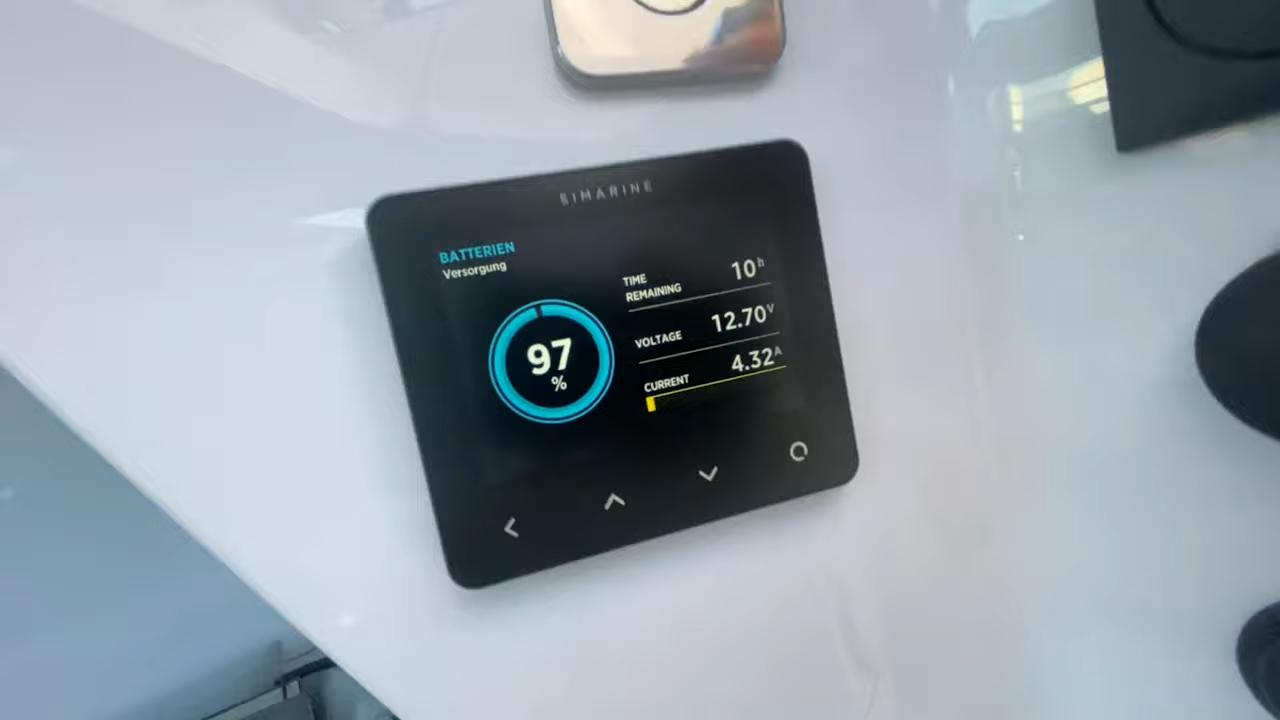 SIMARINE
BATTERIEN
Versorgung
97
%
TIME
REMAINING
10h
VOLTAGE
12.70V
CURRENT
4.32A